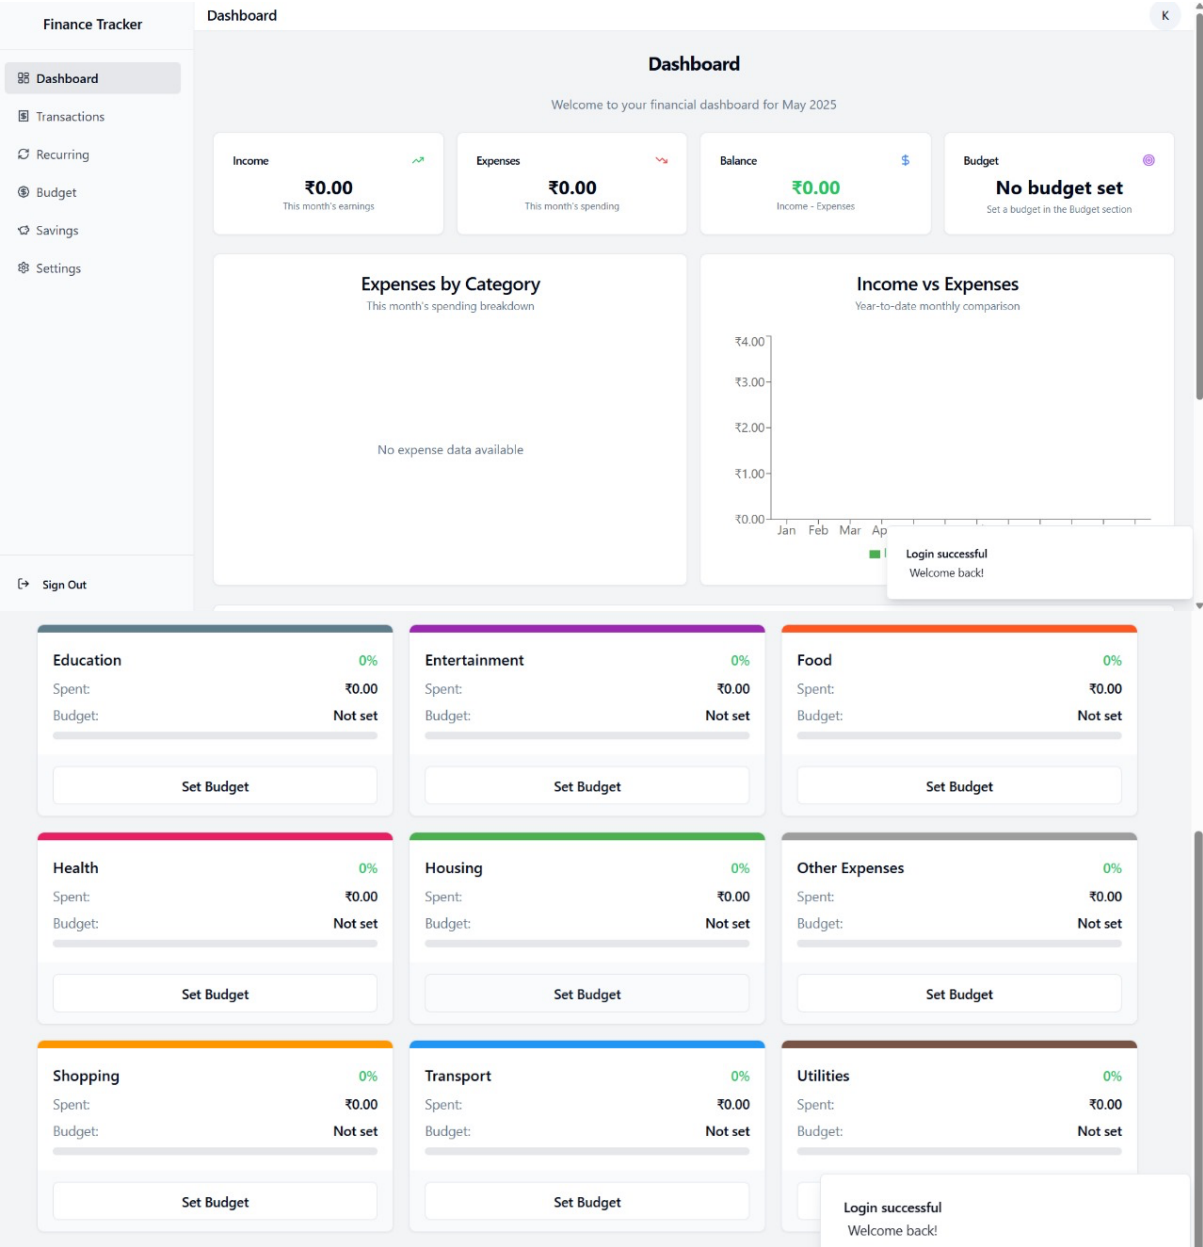 Finance Tracker
Dashboard
K
Dashboard
Transactions
Recurring
Budget
Savings
Settings
Sign Out
Dashboard
Welcome to your financial dashboard for May 2025
Income
₹0.00
This month's earnings
Expenses
₹0.00
This month's spending
Balance
₹0.00
Income - Expenses
Budget
No budget set
Set a budget in the Budget section
Expenses by Category
This month's spending breakdown
No expense data available
Income vs Expenses
Year-to-date monthly comparison
₹4.00
₹3.00
₹2.00
₹1.00
₹0.00
Jan Feb Mar Ap
Login successful
Welcome back!
Education 0%
Spent: ₹0.00
Budget: Not set
Set Budget
Entertainment 0%
Spent: ₹0.00
Budget: Not set
Set Budget
Food 0%
Spent: ₹0.00
Budget: Not set
Set Budget
Health 0%
Spent: ₹0.00
Budget: Not set
Set Budget
Housing 0%
Spent: ₹0.00
Budget: Not set
Set Budget
Other Expenses 0%
Spent: ₹0.00
Budget: Not set
Set Budget
Shopping 0%
Spent: ₹0.00
Budget: Not set
Set Budget
Transport 0%
Spent: ₹0.00
Budget: Not set
Set Budget
Utilities 0%
Spent: ₹0.00
Budget: Not set
Login successful
Welcome back!